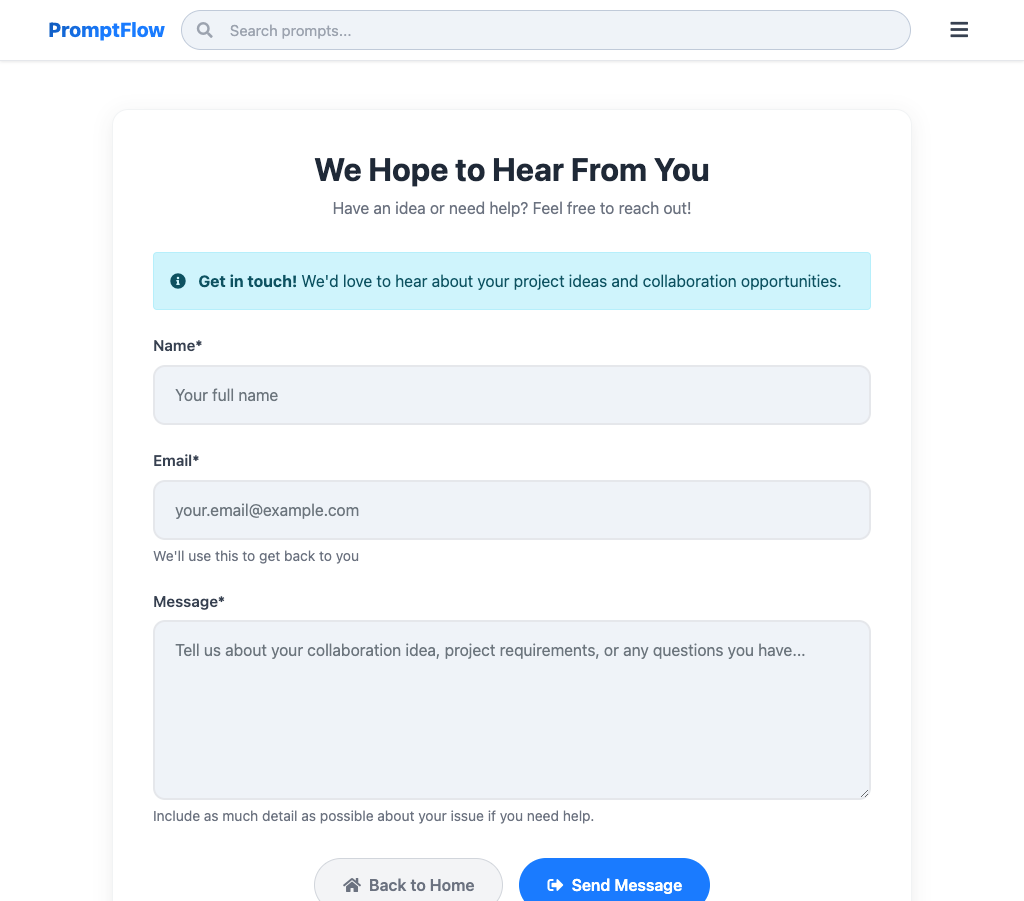 PromptFlow
Search prompts...
We Hope to Hear From You
Have an idea or need help? Feel free to reach out!
Get in touch! We'd love to hear about your project ideas and collaboration opportunities.
Name*
Your full name
Email*
your.email@example.com
We'll use this to get back to you
Message*
Tell us about your collaboration idea, project requirements, or any questions you have...
Include as much detail as possible about your issue if you need help.
Back to Home
Send Message